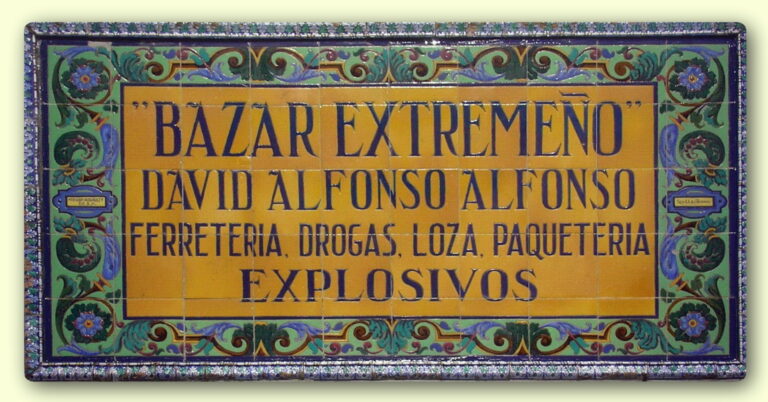 "BAZAR EXTREMEÑO"
DAVID ALFONSO ALFONSO
FERRETERIA, DROGAS, LOZA, PAQUETERIA
EXPLOSIVOS